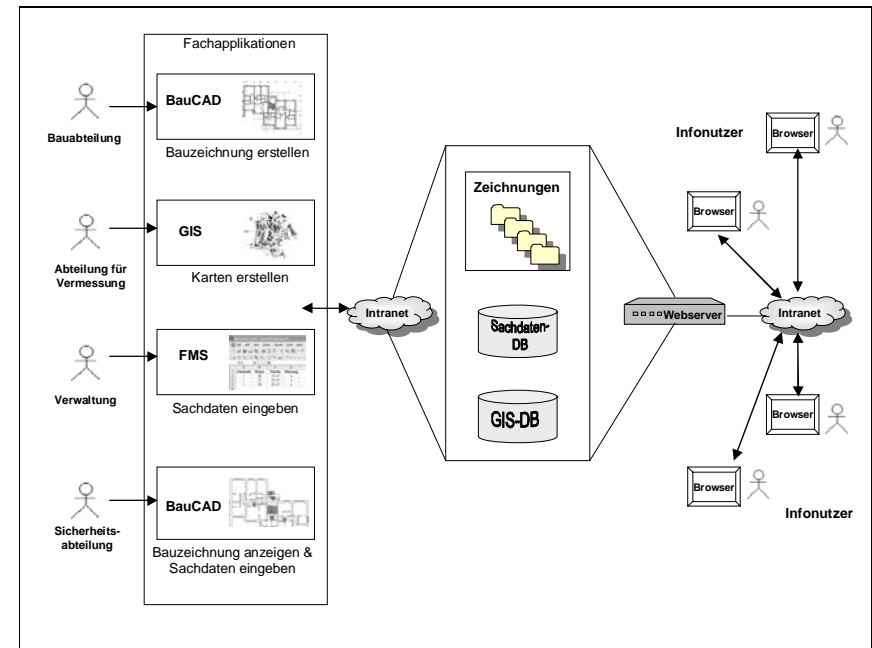 Fachapplikationen
BauCAD
Bauabteilung
Bauzeichnung erstellen
GIS
Abteilung für
Vermessung
Karten erstellen
FMS
Verwaltung
Sachdaten eingeben
BauCAD
Sicherheits-
abteilung
Bauzeichnung anzeigen &
Sachdaten eingeben
Intranet
Zeichnungen
Sachdaten-
DB
GIS-DB
Webserver
Intranet
Infonutzer
Browser
Browser
Browser
Browser
Infonutzer